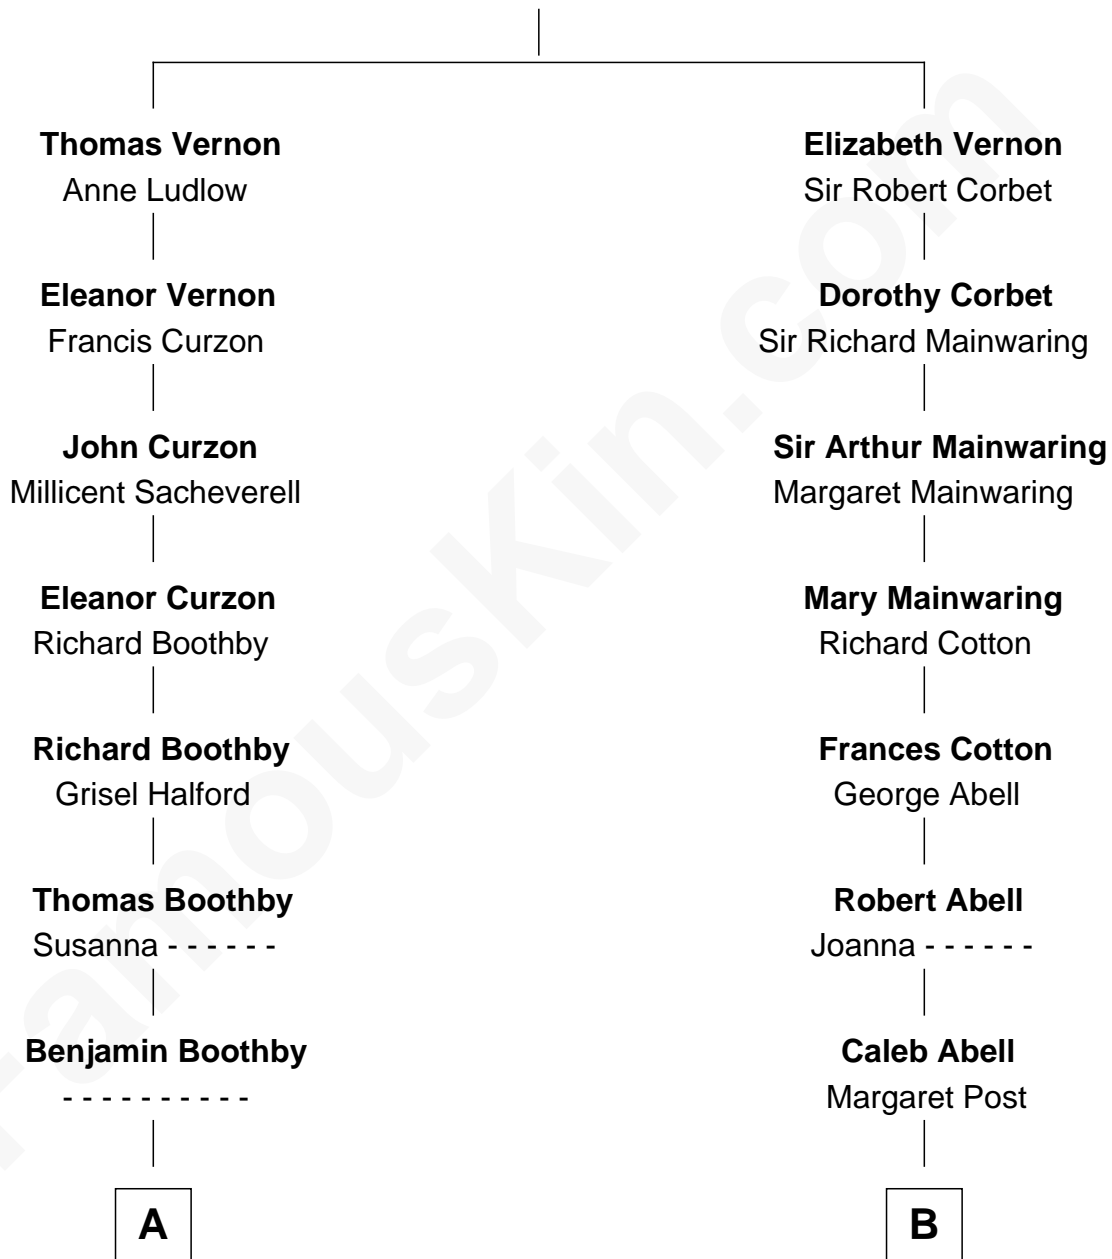 Thomas Vernon
Anne Ludlow
Elizabeth Vernon
Sir Robert Corbet
Eleanor Vernon
Francis Curzon
Dorothy Corbet
Sir Richard Mainwaring
John Curzon
Millicent Sacheverell
Sir Arthur Mainwaring
Margaret Mainwaring
Eleanor Curzon
Richard Boothby
Mary Mainwaring
Richard Cotton
Richard Boothby
Grisel Halford
Frances Cotton
George Abell
Thomas Boothby
Susanna - - - - - -
Robert Abell
Joanna - - - - - -
Benjamin Boothby
- - - - - - - - - -
Caleb Abell
Margaret Post
A
B
FamousKin.com